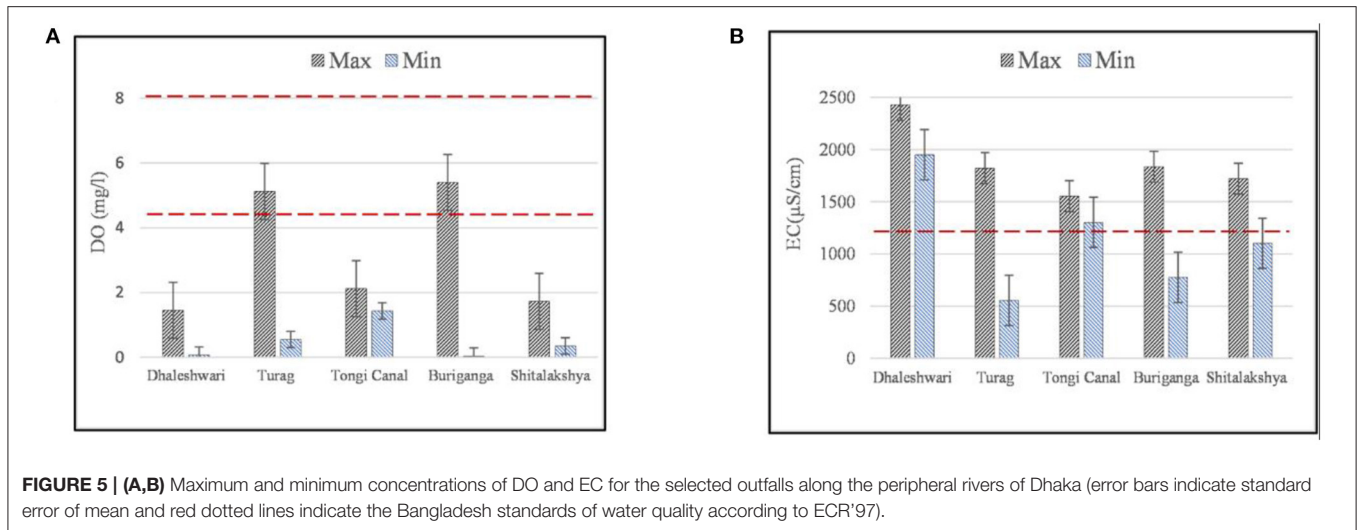 A
Max Min
8
6
4
2
0
DO (mg/l)
Dhaleshwari Turag Tongi Canal Buriganga Shitalakshya
B
Max Min
2500
2000
1500
1000
500
0
EC(µS/cm)
Dhaleshwari Turag Tongi Canal Buriganga Shitalakshya
FIGURE 5 | (A,B) Maximum and minimum concentrations of DO and EC for the selected outfalls along the peripheral rivers of Dhaka (error bars indicate standard
error of mean and red dotted lines indicate the Bangladesh standards of water quality according to ECR'97).